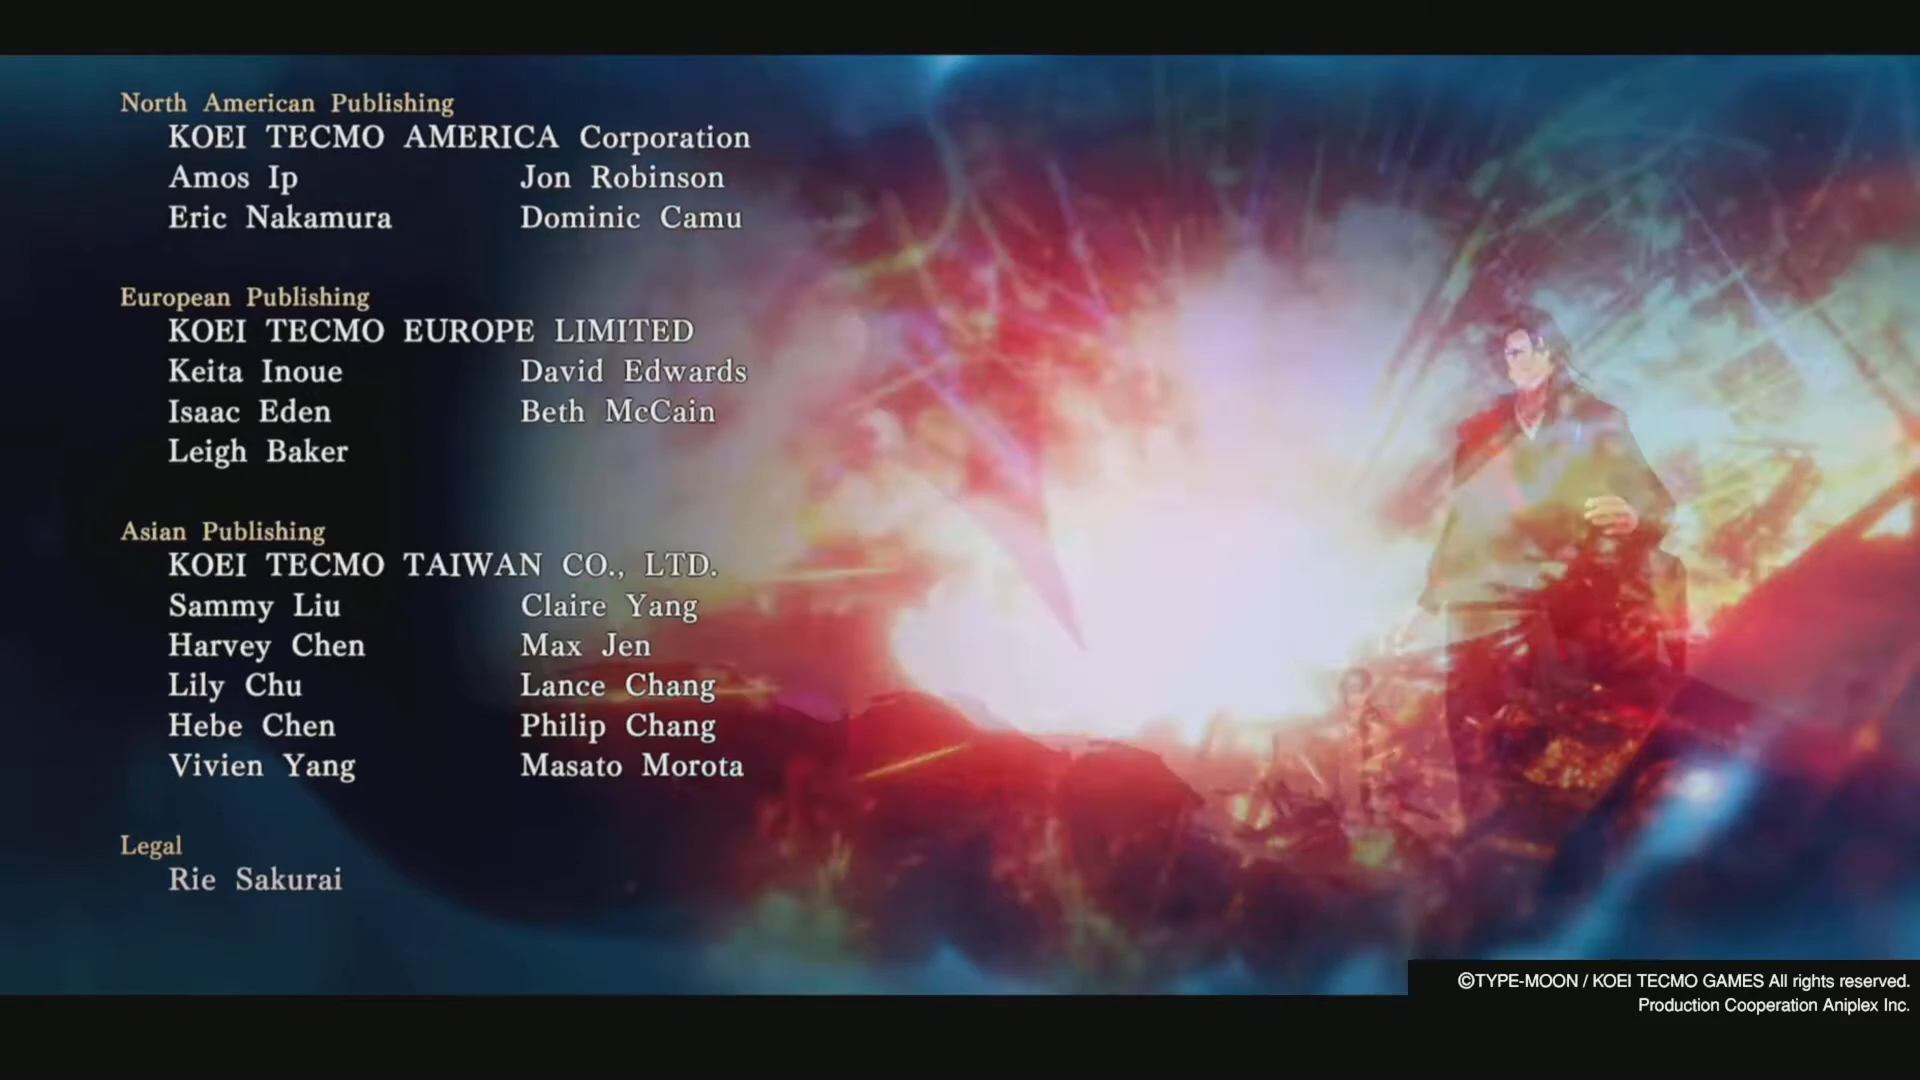 North American Publishing
KOEI TECMO AMERICA Corporation
Amos Ip Jon Robinson
Eric Nakamura Dominic Camu
European Publishing
KOEI TECMO EUROPE LIMITED
Keita Inoue David Edwards
Isaac Eden Beth McCain
Leigh Baker
Asian Publishing
KOEI TECMO TAIWAN CO., LTD.
Sammy Liu Claire Yang
Harvey Chen Max Jen
Lily Chu Lance Chang
Hebe Chen Philip Chang
Vivien Yang Masato Morota
Legal
Rie Sakurai
©TYPE-MOON / KOEI TECMO GAMES All rights reserved.
Production Cooperation Aniplex Inc.